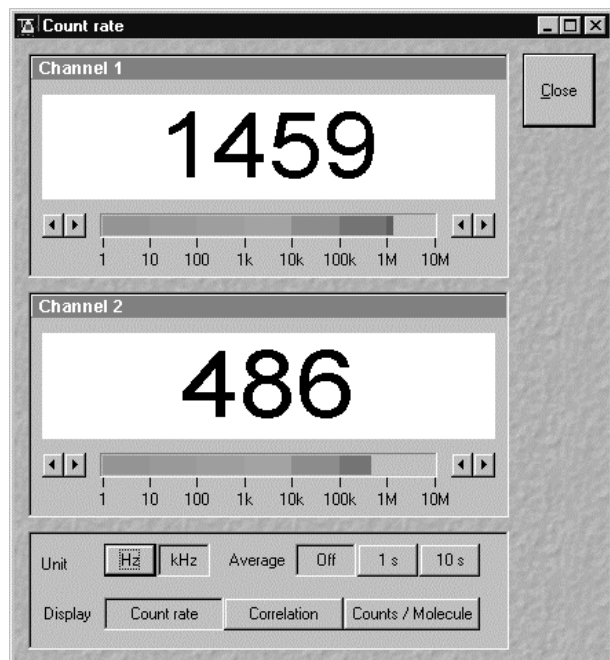 Count rate
Channel 1
Close
1459
1 10 100 1k 10k 100k 1M 10M
Channel 2
486
1 10 100 1k 10k 100k 1M 10M
Unit Hz kHz Average Off 1 s 10 s
Display Count rate Correlation Counts / Molecule